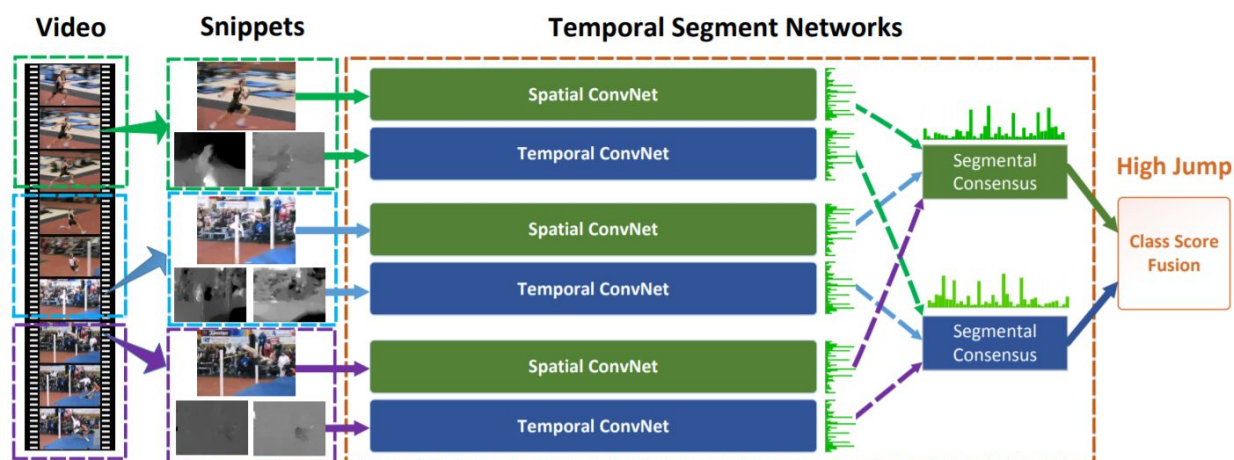 Video
Snippets
Temporal Segment Networks
Spatial ConvNet
Temporal ConvNet
Segmental
Consensus
High Jump
Spatial ConvNet
Temporal ConvNet
Class Score
Fusion
Segmental
Consensus
Spatial ConvNet
Temporal ConvNet